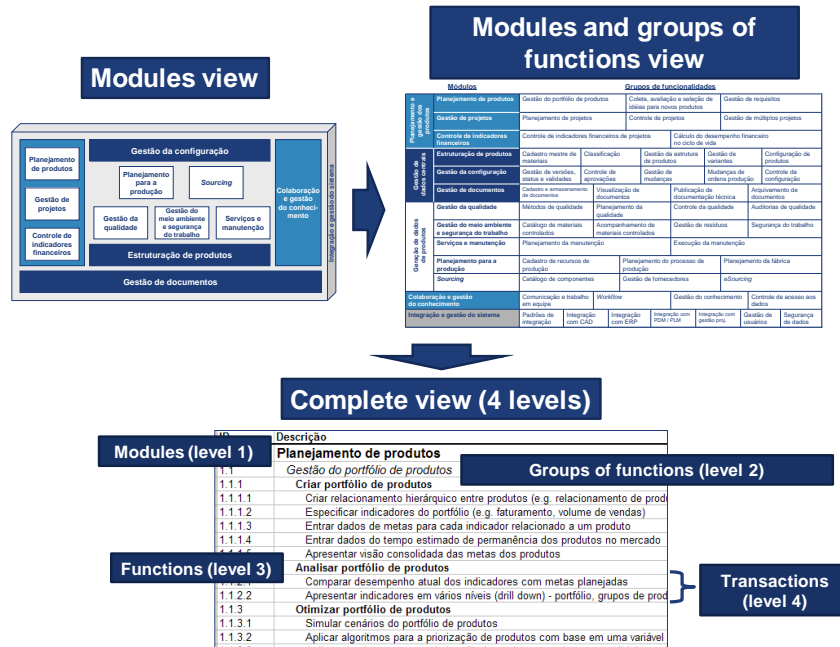 Modules view
Modules and groups of
functions view
Planejamento
de produtos
Gestão de
projetos
Controle de
indicadores
financeiros
Gestão da configuração
Planejamento
para a
produção
Sourcing
Gestão da
qualidade
Gestão do
meio ambiente
e segurança
do trabalho
Serviços e
manutenção
Estruturação de produtos
Colaboração
e gestão
do conheci-
mento
Integração e gestão do sistema
Gestão de documentos
Módulos
Grupos de funcionalidades
Planejamento e
gestão dos
produtos
Planejamento de produtos
Gestão do portfólio de produtos
Coleta, avaliação e seleção de
idéias para novos produtos
Gestão de requisitos
Gestão de projetos
Planejamento de projetos
Controle de projetos
Gestão de múltiplos projetos
Controle de indicadores
financeiros
Controle de indicadores financeiros de projetos
Cálculo do desempenho financeiro
no ciclo de vida
Gestão de
dados centrais
Estruturação de produtos
Cadastro mestre de
materiais
Classificação
Gestão da estrutura
de produtos
Gestão de
variantes
Configuração de
produtos
Gestão da configuração
Gestão de versões,
status e validades
Controle de
aprovações
Gestão de
mudanças
Mudanças de
ordens produção
Controle da
configuração
Gestão de documentos
Cadastro e armazenamento
de documentos
Visualização de
documentos
Publicação de
documentação técnica
Arquivamento de
documentos
Geração de dados
de produtos
Gestão da qualidade
Métodos de qualidade
Planejamento da
qualidade
Controle da qualidade
Auditorias de qualidade
Gestão do meio ambiente
e segurança do trabalho
Catálogo de materiais
controlados
Acompanhamento de
materiais controlados
Gestão de resíduos
Segurança do trabalho
Serviços e manutenção
Planejamento da manutenção
Execução da manutenção
Planejamento para a
produção
Cadastro de recursos de
produção
Planejamento do processo de
produção
Planejamento da fábrica
Sourcing
Catálogo de componentes
Gestão de fornecedores
eSourcing
Colaboração e gestão
do conhecimento
Comunicação e trabalho
em equipe
Workflow
Gestão do conhecimento
Controle de acesso aos
dados
Integração e gestão do sistema
Padrões de
integração
Integração
com CAD
Integração
com ERP
Integração com
PDM / PLM
Integração com
gestão proj.
Gestão de
usuários
Segurança
de dados
Complete view (4 levels)
Descrição
Modules (level 1)
Planejamento de produtos
1.1 Gestão do portfólio de produtos
Groups of functions (level 2)
1.1.1 Criar portfólio de produtos
1.1.1.1 Criar relacionamento hierárquico entre produtos (e.g. relacionamento de
1.1.1.2 Especificar indicadores do portfólio (e.g. faturamento, volume de vendas)
1.1.1.3 Entrar dados de metas para cada indicador relacionado a um produto
1.1.1.4 Entrar dados do tempo estimado de permanência dos produtos no mercado
Apresentar visão consolidada das metas dos produtos
Functions (level 3)
Analisar portfólio de produtos
Comparar desempenho atual dos indicadores com metas planejadas
1.1.2.2 Apresentar indicadores em vários níveis (drill down) - portfólio, grupos de
Transactions
(level 4)
1.1.3 Otimizar portfólio de produtos
1.1.3.1 Simular cenários do portfólio de produtos
1.1.3.2 Aplicar algoritmos para a priorização de produtos com base em uma variável